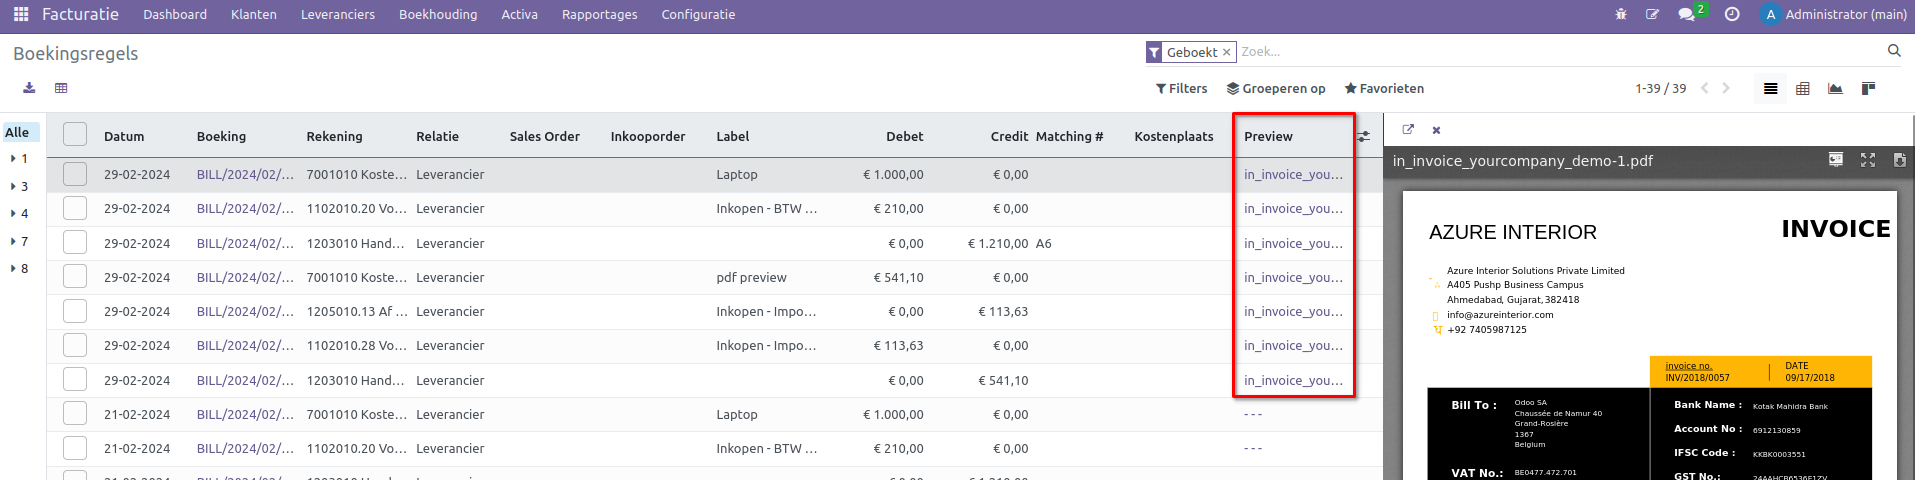 Facturatie Dashboard Klanten Leveranciers Boekhouding Activa Rapportages Configuratie 2 A Administrator (main)
Boekingsregels Geboekt × Zoek...
Filters Groeperen op Favorieten 1-39 / 39
Alle
1
3
4
7
8
Datum Boeking Rekening Relatie Sales Order Inkooporder Label Debet Credit Matching # Kostenplaats Preview
29-02-2024 BILL/2024/02/... 7001010 Koste... Leverancier Laptop € 1.000,00 € 0,00 in_invoice_you...
29-02-2024 BILL/2024/02/... 1102010.20 Vo... Leverancier Inkopen - BTW ... € 210,00 € 0,00 in_invoice_you...
29-02-2024 BILL/2024/02/... 1203010 Hand... Leverancier € 0,00 € 1.210,00 A6 in_invoice_you...
29-02-2024 BILL/2024/02/... 7001010 Koste... Leverancier pdf preview € 541,10 € 0,00 in_invoice_you...
29-02-2024 BILL/2024/02/... 1205010.13 Af ... Leverancier Inkopen - Impo... € 0,00 € 113,63 in_invoice_you...
29-02-2024 BILL/2024/02/... 1102010.28 Vo... Leverancier Inkopen - Impo... € 113,63 € 0,00 in_invoice_you...
29-02-2024 BILL/2024/02/... 1203010 Hand... Leverancier € 0,00 € 541,10 in_invoice_you...
21-02-2024 BILL/2024/02/... 7001010 Koste... Leverancier Laptop € 1.000,00 € 0,00 ---
21-02-2024 BILL/2024/02/... 1102010.20 Vo... Leverancier Inkopen - BTW ... € 210,00 € 0,00 ---
in_invoice_yourcompany_demo-1.pdf
AZURE INTERIOR INVOICE
Azure Interior Solutions Private Limited
A405 Pushp Business Campus
Ahmedabad, Gujarat,382418
info@azureinterior.com
+92 7405987125
invoice no. DATE
INV/2018/0057 09/17/2018
Bill To : Odoo SA
Chaussée de Namur 40
Grand-Rosière
1367
Belgium
VAT No.: BE0477.472.701
Bank Name : Kotak Mahidra Bank
Account No : 6912130859
IFSC Code : KKBK0003551
GST No.: